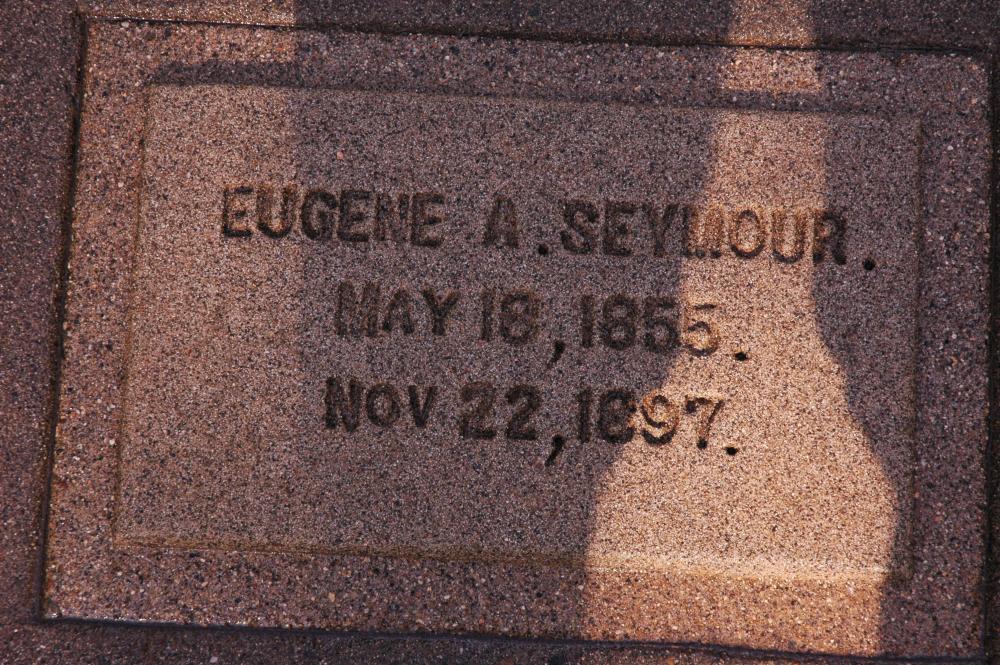 EUGENE A. SEYMOUR.
MAY 18, 1855.
NOV 22, 1897.